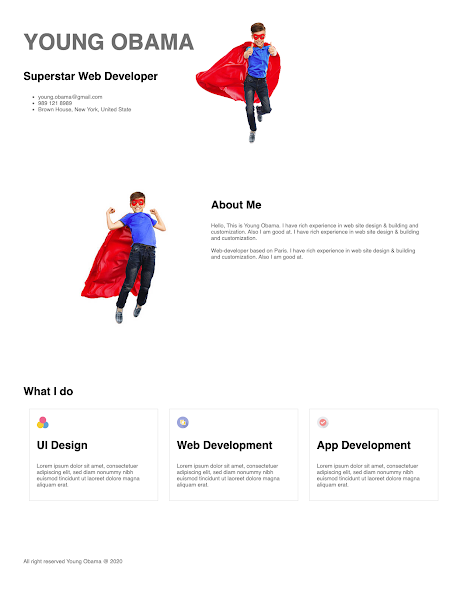 YOUNG OBAMA
Superstar Web Developer
young.obama@gmail.com
989 121 8989
Brown House, New York, United State
About Me
Hello, This is Young Obama. I have rich experience in web site design & building and
customization. Also I am good at. I have rich experience in web site design & building
and customization.
Web-developer based on Paris. I have rich experience in web site design & building
and customization. Also I am good at.
What I do
UI Design
Lorem ipsum dolor sit amet, consectetuer
adipiscing elit, sed diam nonummy nibh
euismod tincidunt ut laoreet dolore magna
aliquam erat.
Web Development
Lorem ipsum dolor sit amet, consectetuer
adipiscing elit, sed diam nonummy nibh
euismod tincidunt ut laoreet dolore magna
aliquam erat.
App Development
Lorem ipsum dolor sit amet, consectetuer
adipiscing elit, sed diam nonummy nibh
euismod tincidunt ut laoreet dolore magna
aliquam erat.
All right reserved Young Obama @ 2020